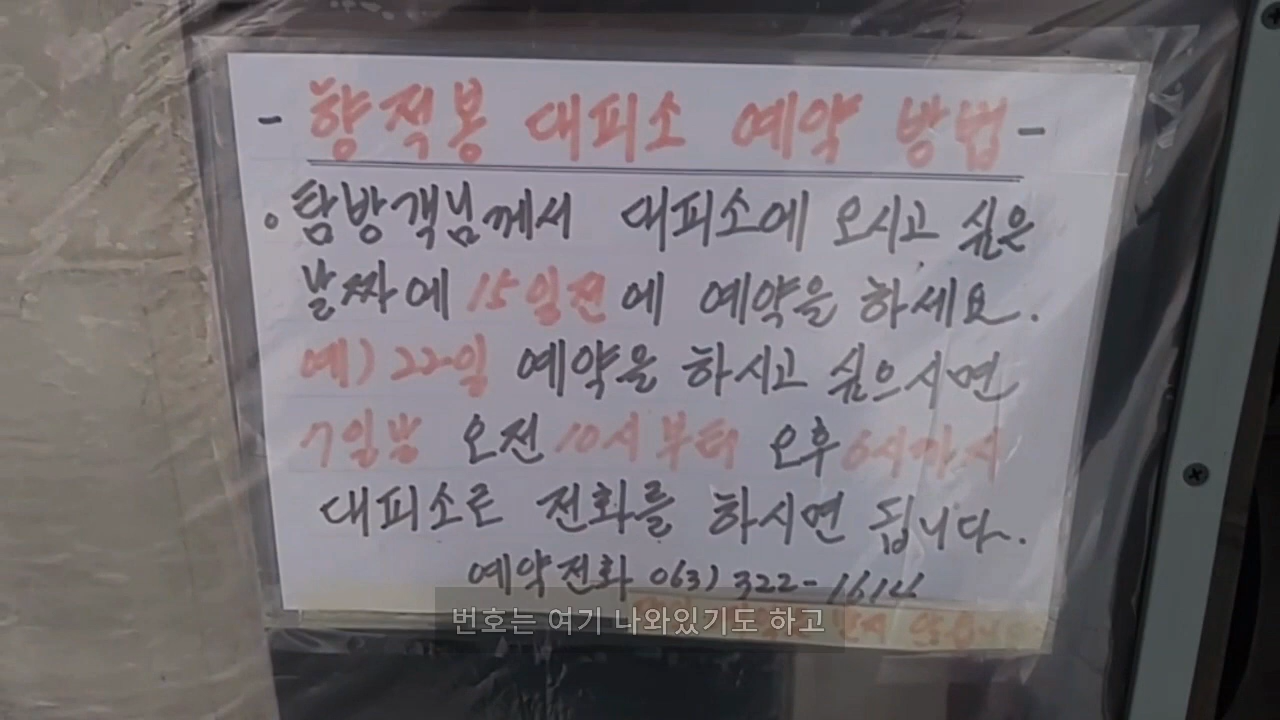 - 향적봉 대피소 예약 방법 -
。탐방객님께서 대피소에 오시고 싶은
날짜에 15일전에 예약을 하세요.
예) 22일 예약을 하시고 싶으시면
7일날 오전 10시부터 오후 6시까지
대피소로 전화를 하시면 됩니다.
예약전화 063) 322-1614
번호는 여기 나와있기도 하고